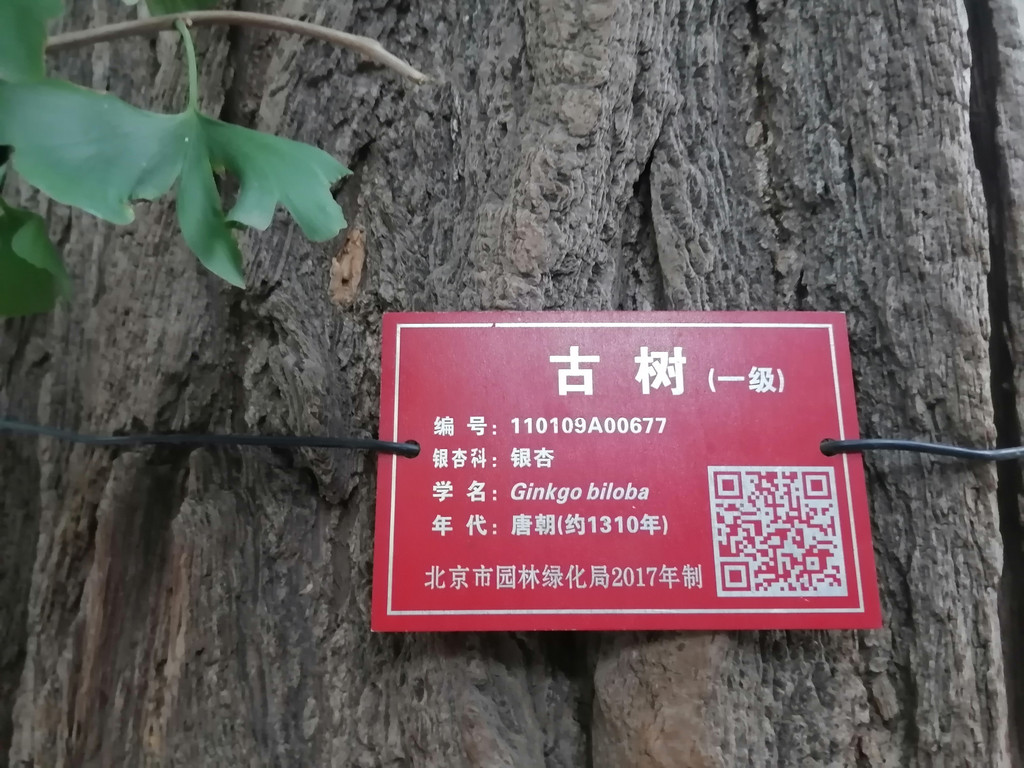 古 树 (一级)
编 号: 110109A00677
银杏科: 银杏
学 名: Ginkgo biloba
年 代: 唐朝(约1310年)
北京市园林绿化局2017年制